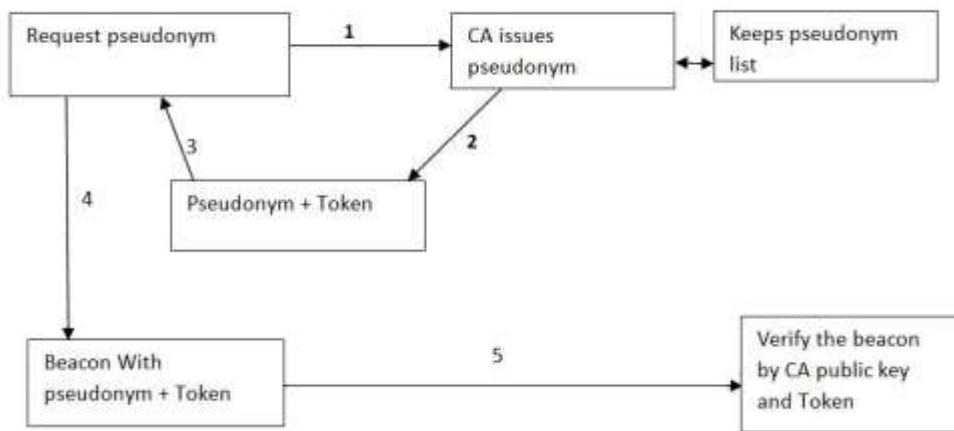 Request pseudonym
1
CA issues
pseudonym
Keeps pseudonym
list
3
2
4
Pseudonym + Token
Beacon With
pseudonym + Token
5
Verify the beacon
by CA public key
and Token